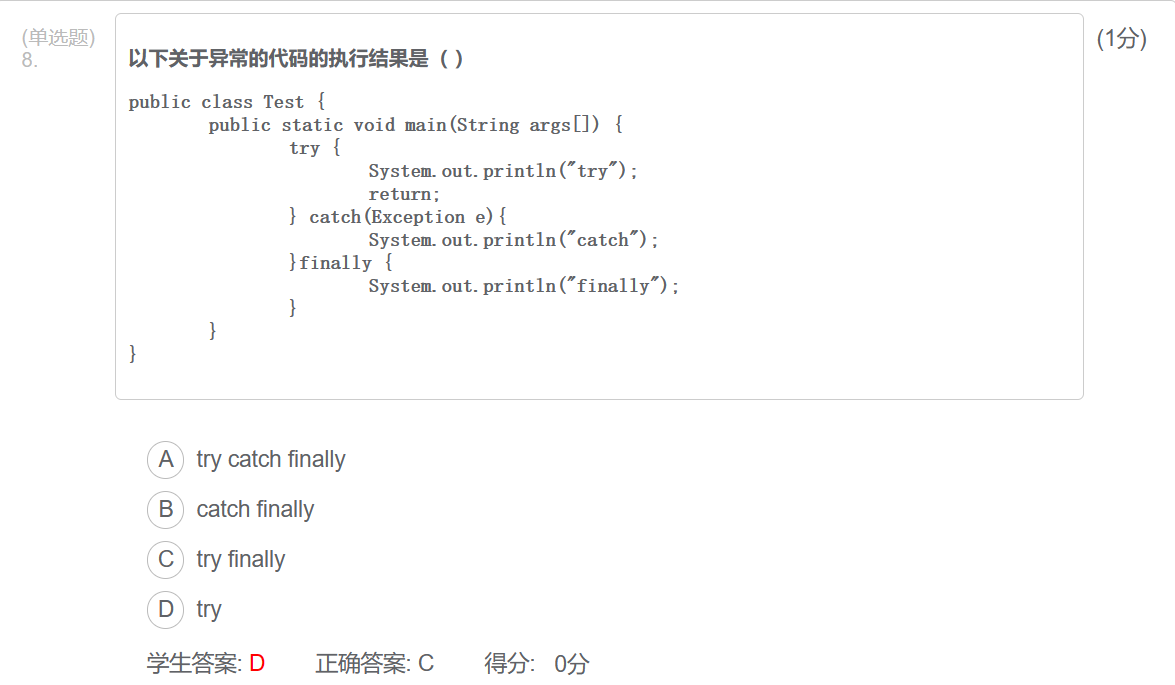 (单选题)
8.
以下关于异常的代码的执行结果是（ ）
(1分)
public class Test {
public static void main(String args[]) {
try {
System.out.println("try");
return;
} catch(Exception e){
System.out.println("catch");
}finally {
System.out.println("finally");
}
}
}
A try catch finally
B catch finally
C try finally
D try
学生答案: D 正确答案: C 得分: 0分